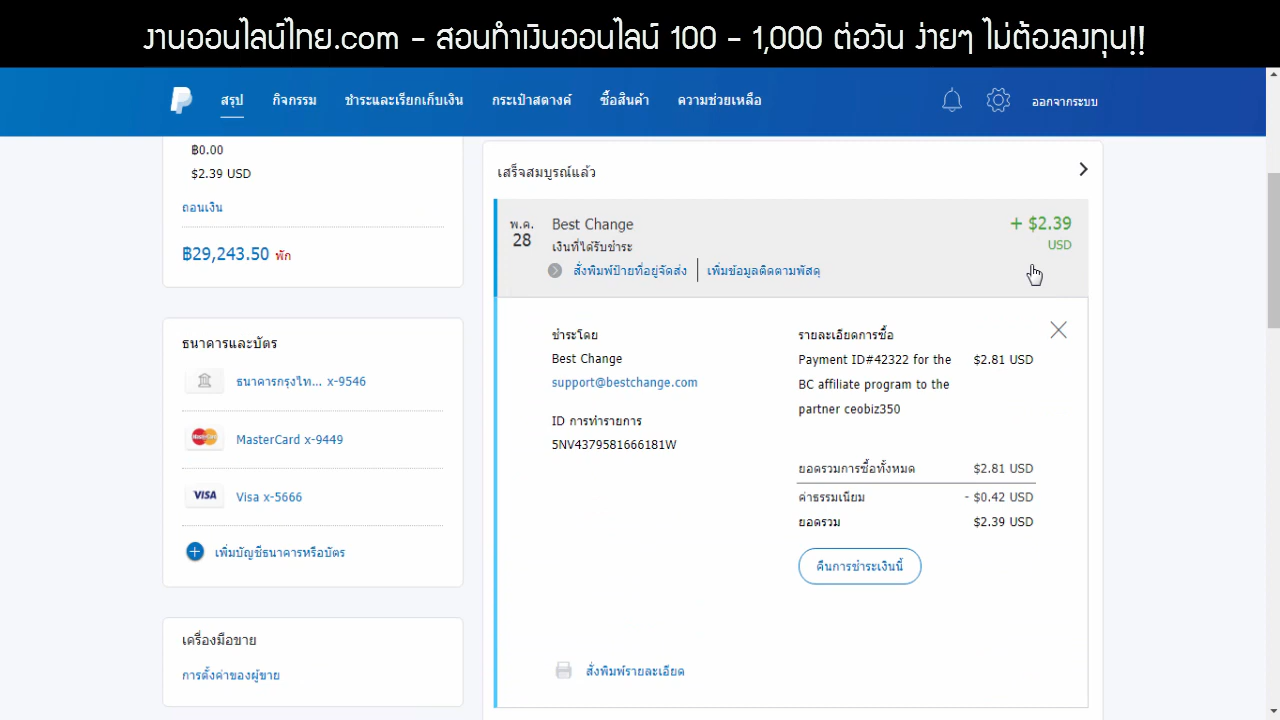 งานออนไลน์ไทย.com - สอนทำเงินออนไลน์ 100 - 1,000 ต่อวัน ง่ายๆ ไม่ต้องลงทุน!!
สรุป กิจกรรม ชำระและเรียกเก็บเงิน กระเป๋าสตางค์ ซื้อสินค้า ความช่วยเหลือ ออกจากระบบ
฿0.00
$2.39 USD
ถอนเงิน
฿29,243.50 พัก
ธนาคารและบัตร
ธนาคารกรุงไท... x-9546
MasterCard
MasterCard x-9449
VISA Visa x-5666
เพิ่มบัญชีธนาคารหรือบัตร
เครื่องมือขาย
การตั้งค่าของผู้ขาย
เสร็จสมบูรณ์แล้ว
พ.ค.
28
Best Change
+ $2.39
เงินที่ได้รับชำระ
USD
สั่งพิมพ์ป้ายที่อยู่จัดส่ง เพิ่มข้อมูลติดตามพัสดุ
ชำระโดย
Best Change
support@bestchange.com
ID การทำรายการ
5NV4379581666181W
รายละเอียดการซื้อ
Payment ID#42322 for the $2.81 USD
BC affiliate program to the
partner ceobiz350
ยอดรวมการซื้อทั้งหมด $2.81 USD
ค่าธรรมเนียม - $0.42 USD
ยอดรวม $2.39 USD
คืนการชำระเงินนี้
สั่งพิมพ์รายละเอียด